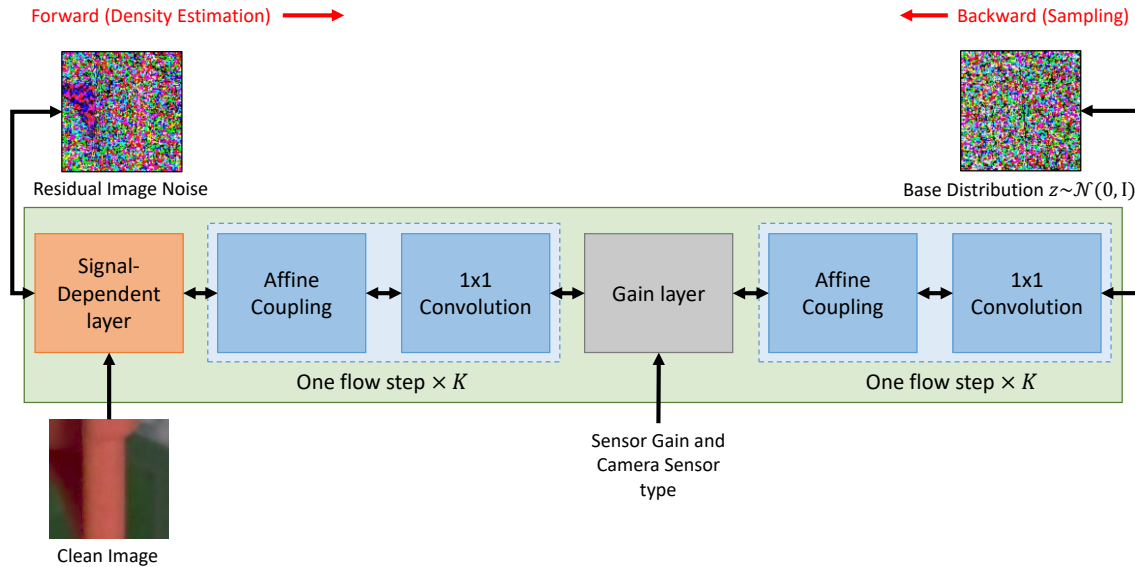 Forward (Density Estimation)
Backward (Sampling)
Residual Image Noise
Base Distribution z~𝒩(0, I)
Signal-
Dependent
layer
Affine
Coupling
1x1
Convolution
Gain layer
Affine
Coupling
1x1
Convolution
One flow step × K
One flow step × K
Sensor Gain and
Camera Sensor
type
Clean Image